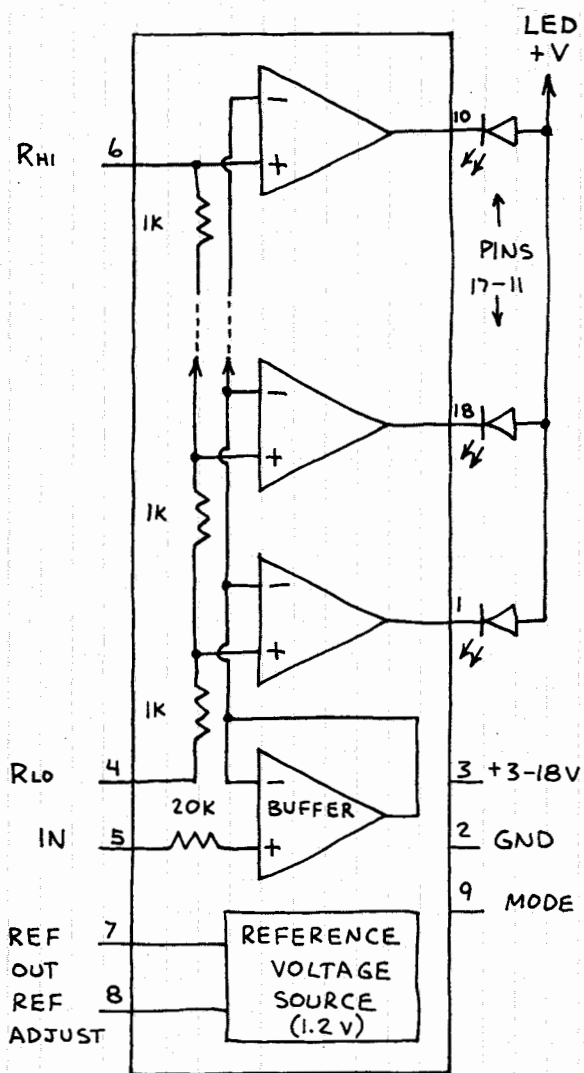 LED
+V
10
RHI
6
−
+
1K
PINS
17-11
−
+
18
1K
−
+
1
1K
RLO
4
−
BUFFER
+
3
+3-18V
20K
IN
5
2
GND
9
MODE
REF
OUT
7
REF
ADJUST
8
REFERENCE
VOLTAGE
SOURCE
(1.2 V)